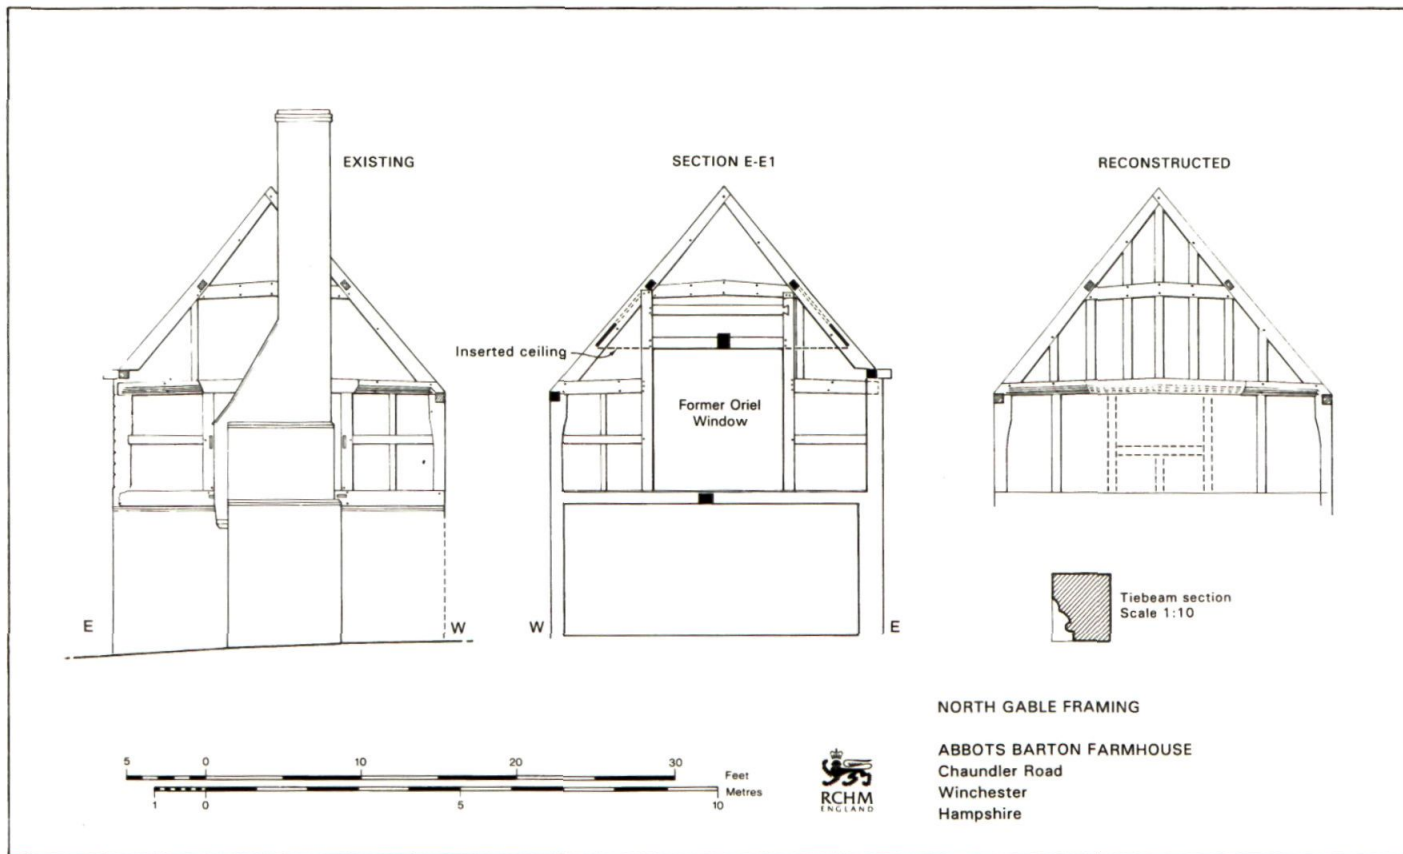 EXISTING
SECTION E-E1
RECONSTRUCTED
Inserted ceiling
Former Oriel
Window
E
W
W
E
Tiebeam section
Scale 1:10
NORTH GABLE FRAMING
ABBOTS BARTON FARMHOUSE
Chaundler Road
Winchester
Hampshire
5 0 10 20 30
Feet
Metres
1 0 5 10
RCHM
ENGLAND